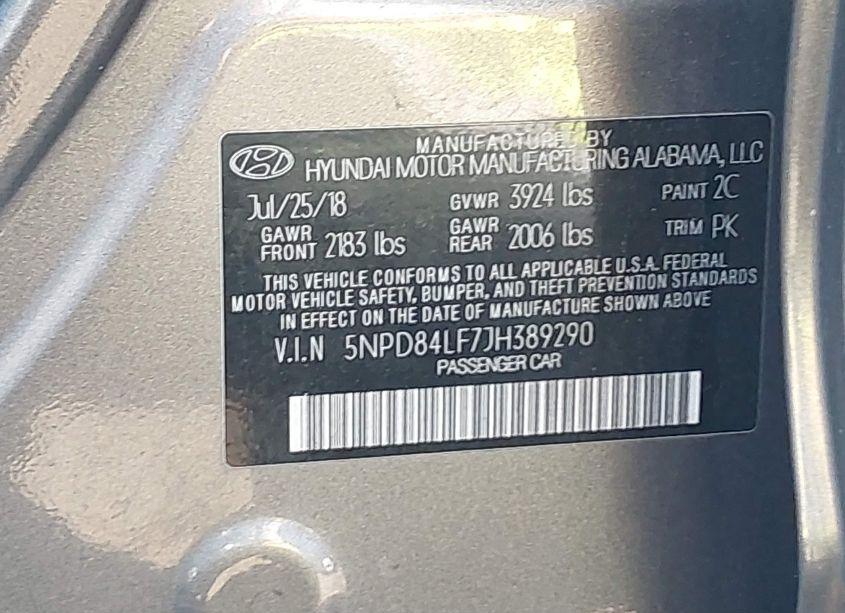 MANUFACTURED BY
HYUNDAI MOTOR MANUFACTURING ALABAMA, LLC
Jul/25/18 GVWR 3924 lbs PAINT 2C
GAWR FRONT 2183 lbs GAWR REAR 2006 lbs TRIM PK
THIS VEHICLE CONFORMS TO ALL APPLICABLE U.S.A. FEDERAL
MOTOR VEHICLE SAFETY, BUMPER, AND THEFT PREVENTION STANDARDS
IN EFFECT ON THE DATE OF MANUFACTURE SHOWN ABOVE
V.I.N 5NPD84LF7JH389290
PASSENGER CAR